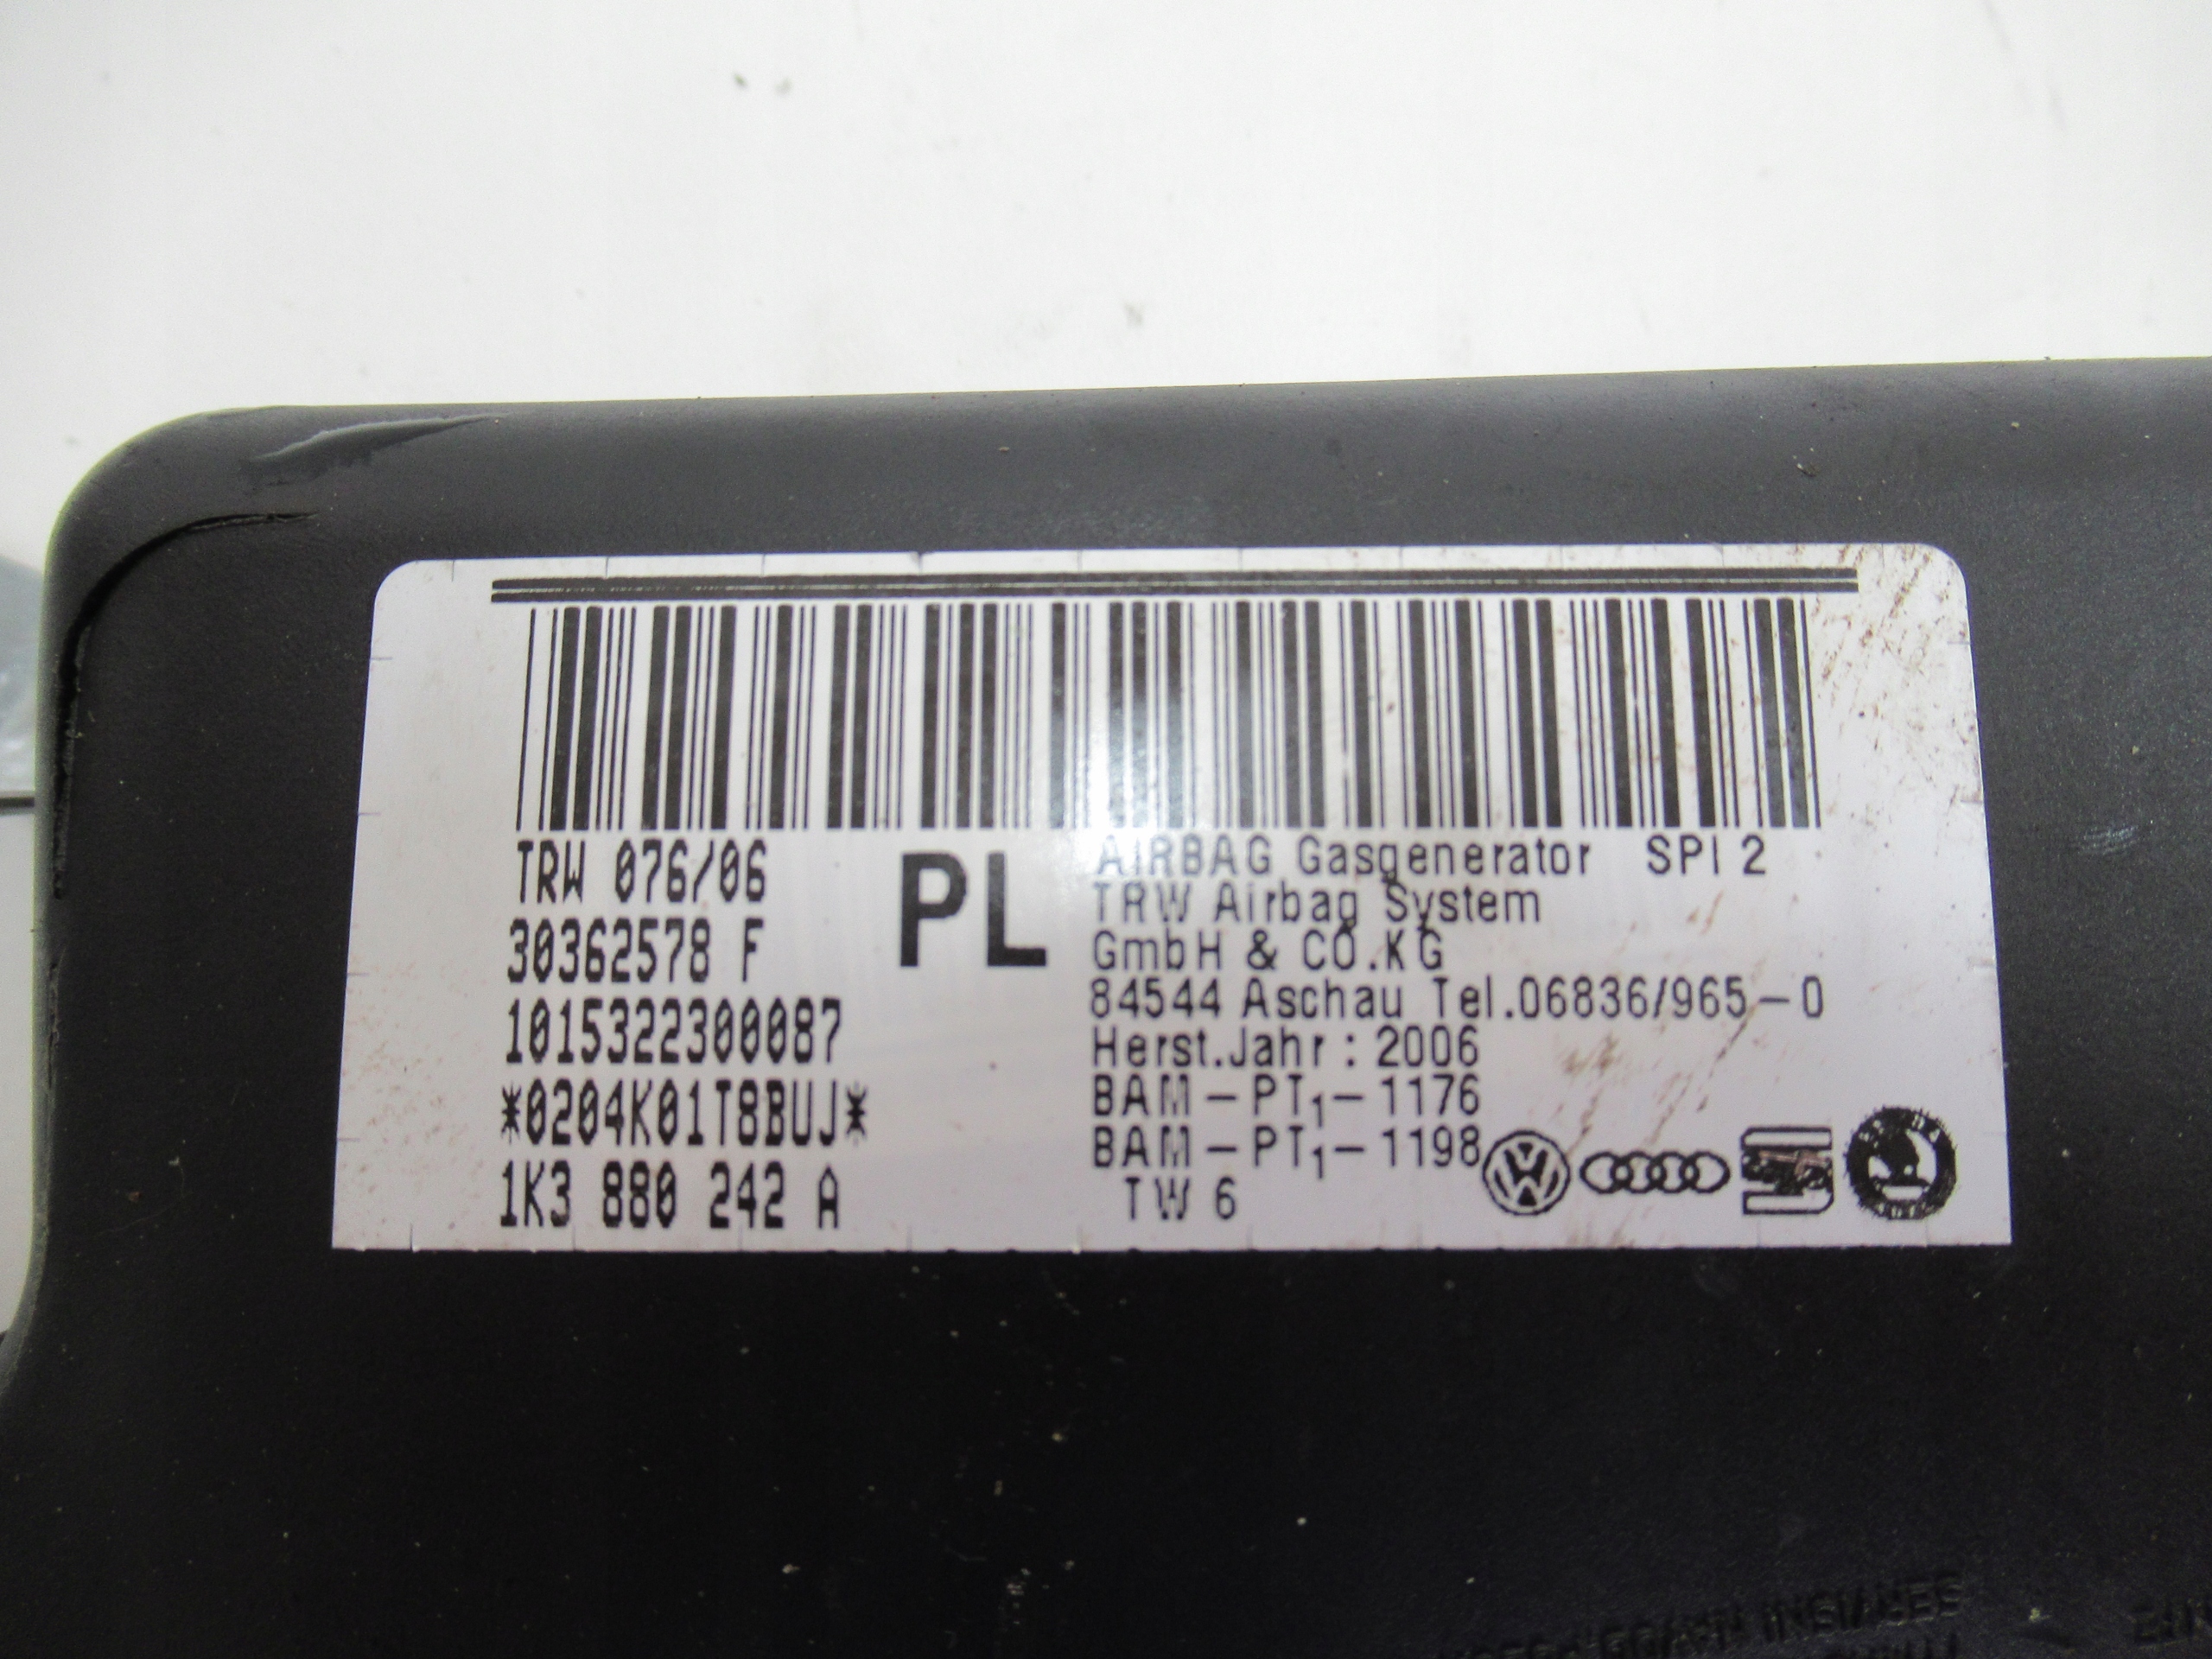 TRW 076/06
30362578 F
1015322300087
*0204K01T8BUJ*
1K3 880 242 A
PL
AIRBAG Gasgenerator SPI 2
TRW Airbag System
GmbH & CO.KG
84544 Aschau Tel.06836/965-0
Herst.Jahr: 2006
BAM-PT1-1176
BAM-PT1-1198
TW 6